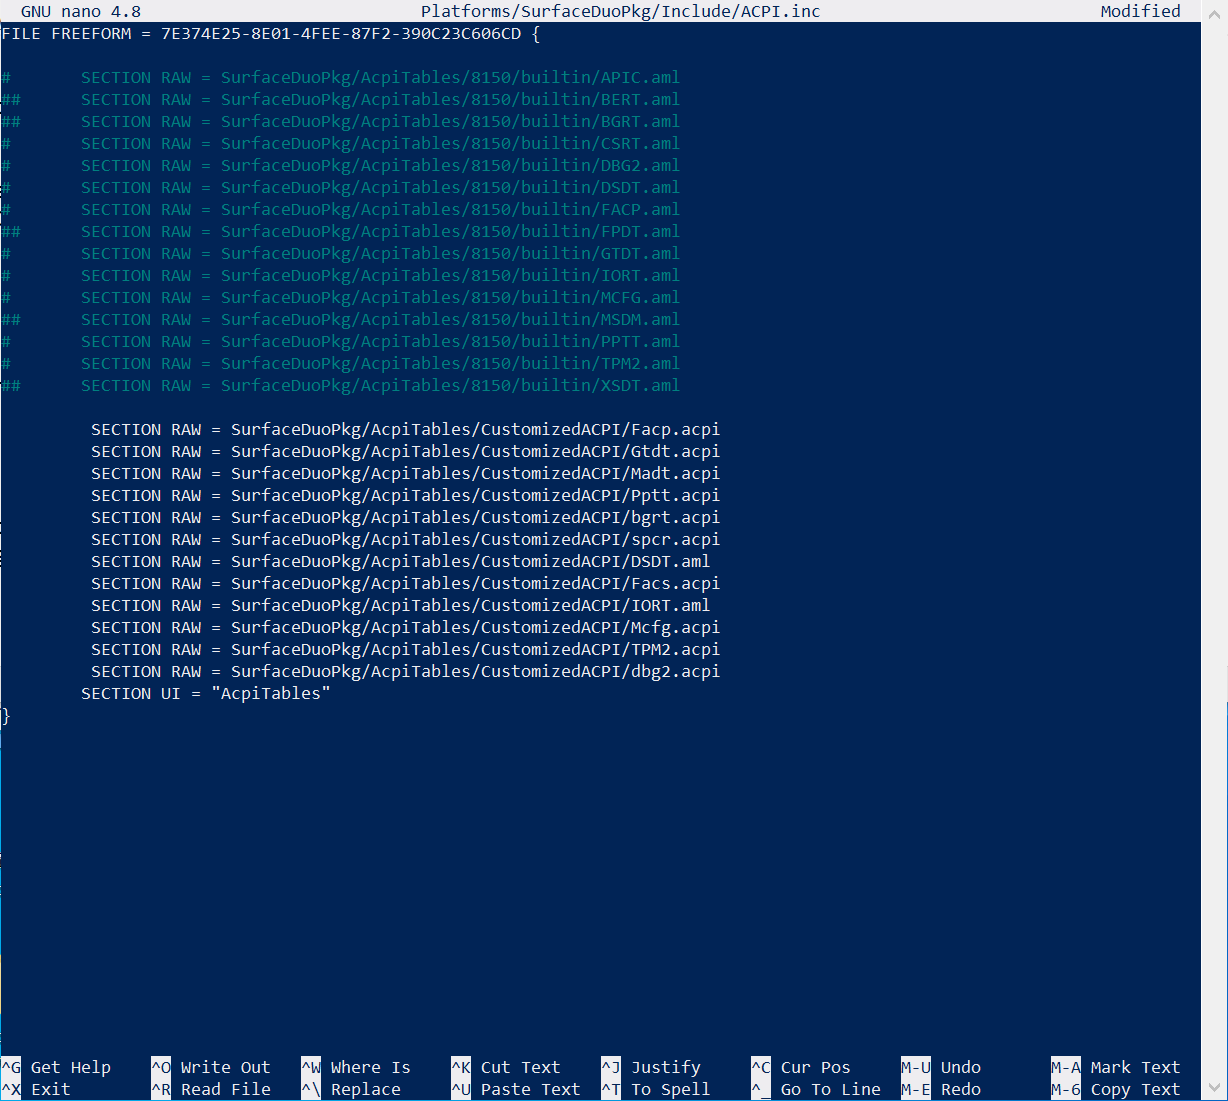 GNU nano 4.8 Platforms/SurfaceDuoPkg/Include/ACPI.inc Modified
FILE FREEFORM = 7E374E25-8E01-4FEE-87F2-390C23C606CD {
# SECTION RAW = SurfaceDuoPkg/AcpiTables/8150/builtin/APIC.aml
## SECTION RAW = SurfaceDuoPkg/AcpiTables/8150/builtin/BERT.aml
## SECTION RAW = SurfaceDuoPkg/AcpiTables/8150/builtin/BGRT.aml
# SECTION RAW = SurfaceDuoPkg/AcpiTables/8150/builtin/CSRT.aml
# SECTION RAW = SurfaceDuoPkg/AcpiTables/8150/builtin/DBG2.aml
# SECTION RAW = SurfaceDuoPkg/AcpiTables/8150/builtin/DSDT.aml
# SECTION RAW = SurfaceDuoPkg/AcpiTables/8150/builtin/FACP.aml
## SECTION RAW = SurfaceDuoPkg/AcpiTables/8150/builtin/FPDT.aml
# SECTION RAW = SurfaceDuoPkg/AcpiTables/8150/builtin/GTDT.aml
# SECTION RAW = SurfaceDuoPkg/AcpiTables/8150/builtin/IORT.aml
# SECTION RAW = SurfaceDuoPkg/AcpiTables/8150/builtin/MCFG.aml
## SECTION RAW = SurfaceDuoPkg/AcpiTables/8150/builtin/MSDM.aml
# SECTION RAW = SurfaceDuoPkg/AcpiTables/8150/builtin/PPTT.aml
# SECTION RAW = SurfaceDuoPkg/AcpiTables/8150/builtin/TPM2.aml
## SECTION RAW = SurfaceDuoPkg/AcpiTables/8150/builtin/XSDT.aml
SECTION RAW = SurfaceDuoPkg/AcpiTables/CustomizedACPI/Facp.acpi
SECTION RAW = SurfaceDuoPkg/AcpiTables/CustomizedACPI/Gtdt.acpi
SECTION RAW = SurfaceDuoPkg/AcpiTables/CustomizedACPI/Madt.acpi
SECTION RAW = SurfaceDuoPkg/AcpiTables/CustomizedACPI/Pptt.acpi
SECTION RAW = SurfaceDuoPkg/AcpiTables/CustomizedACPI/bgrt.acpi
SECTION RAW = SurfaceDuoPkg/AcpiTables/CustomizedACPI/spcr.acpi
SECTION RAW = SurfaceDuoPkg/AcpiTables/CustomizedACPI/DSDT.aml
SECTION RAW = SurfaceDuoPkg/AcpiTables/CustomizedACPI/Facs.acpi
SECTION RAW = SurfaceDuoPkg/AcpiTables/CustomizedACPI/IORT.aml
SECTION RAW = SurfaceDuoPkg/AcpiTables/CustomizedACPI/Mcfg.acpi
SECTION RAW = SurfaceDuoPkg/AcpiTables/CustomizedACPI/TPM2.acpi
SECTION RAW = SurfaceDuoPkg/AcpiTables/CustomizedACPI/dbg2.acpi
SECTION UI = "AcpiTables"
}
^G Get Help ^O Write Out ^W Where Is ^K Cut Text ^J Justify ^C Cur Pos M-U Undo M-A Mark Text
^X Exit ^R Read File ^\ Replace ^U Paste Text ^T To Spell ^_ Go To Line M-E Redo M-6 Copy Text